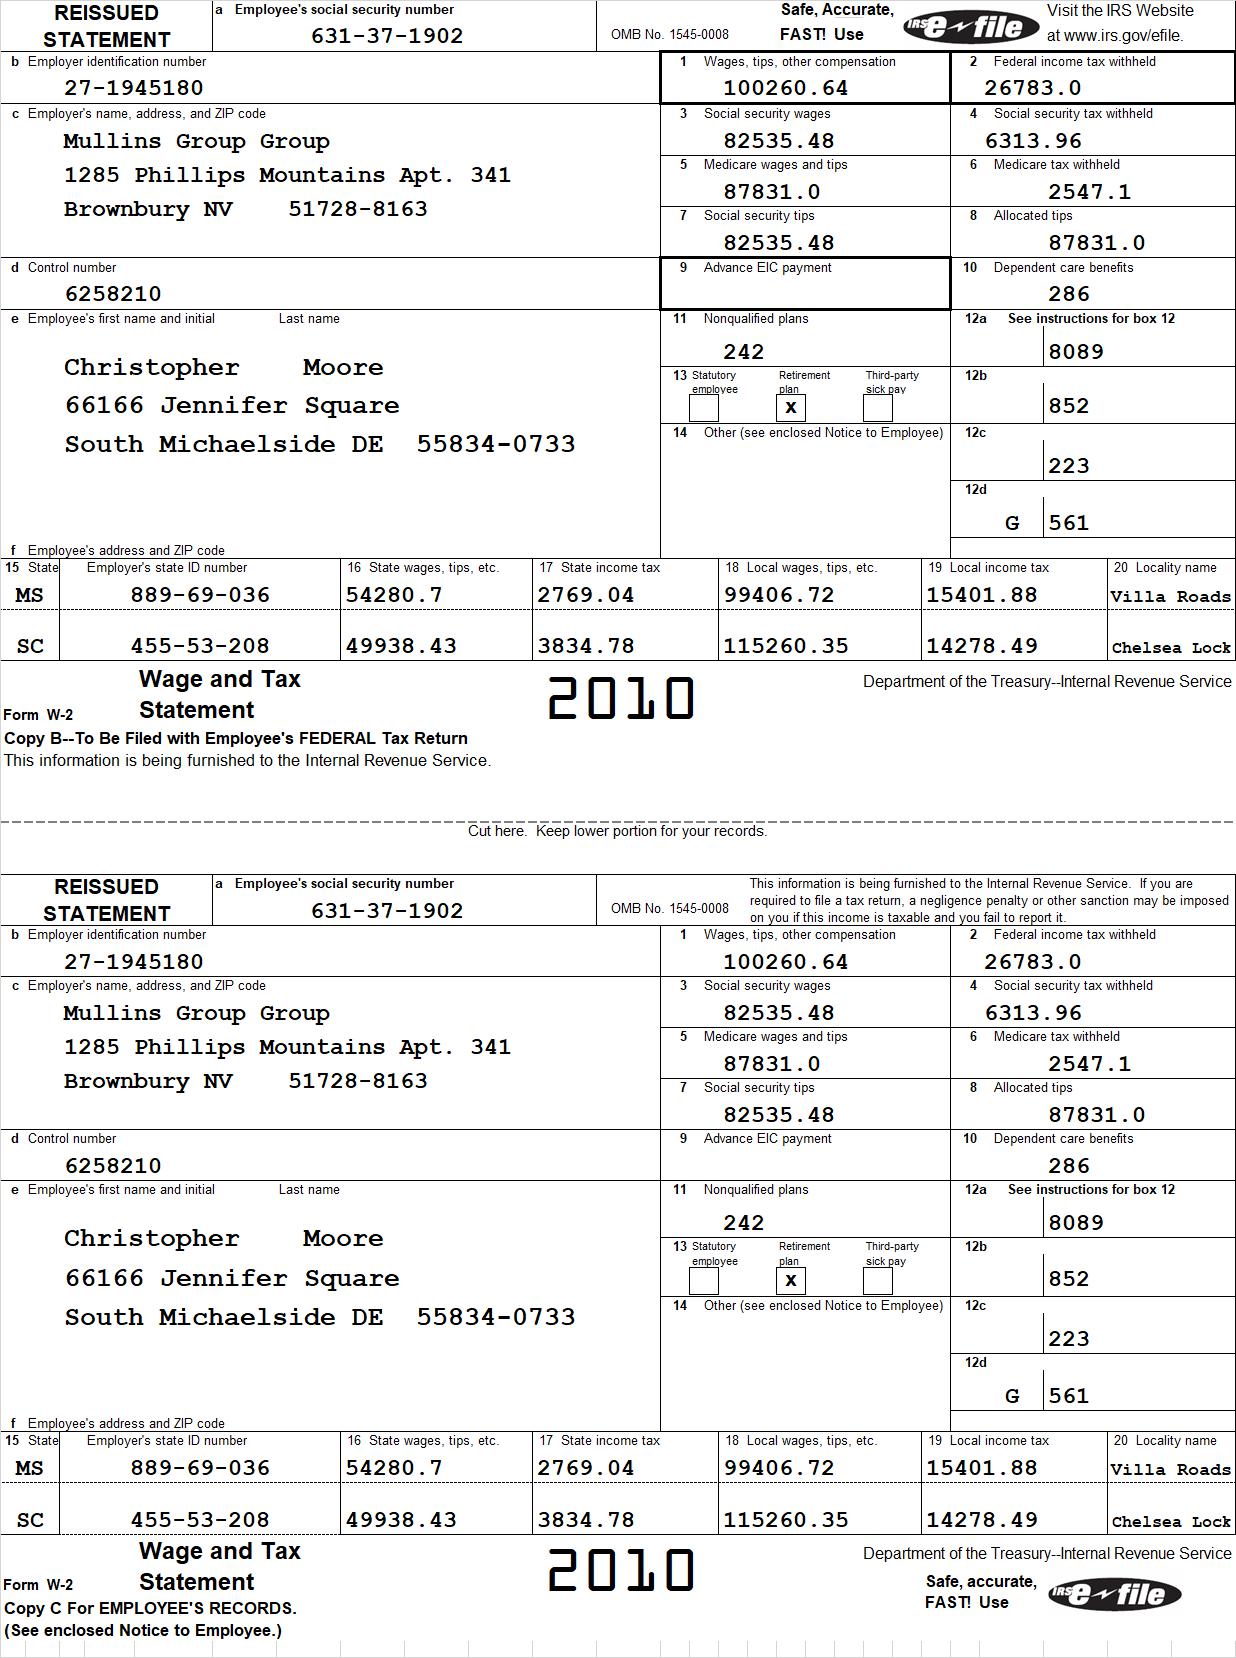 REISSUED STATEMENT
a Employee's social security number
631-37-1902
OMB No. 1545-0008
Safe, Accurate, FAST! Use
IRS e-file
Visit the IRS Website at www.irs.gov/efile.
b Employer identification number
27-1945180
1 Wages, tips, other compensation
100260.64
2 Federal income tax withheld
26783.0
c Employer's name, address, and ZIP code
Mullins Group Group
1285 Phillips Mountains Apt. 341
Brownbury NV 51728-8163
3 Social security wages
82535.48
4 Social security tax withheld
6313.96
5 Medicare wages and tips
87831.0
6 Medicare tax withheld
2547.1
7 Social security tips
82535.48
8 Allocated tips
87831.0
d Control number
6258210
9 Advance EIC payment
10 Dependent care benefits
286
e Employee's first name and initial Last name
Christopher Moore
66166 Jennifer Square
South Michaelside DE 55834-0733
11 Nonqualified plans
242
12a See instructions for box 12
8089
13 Statutory employee Retirement plan Third-party sick pay
X
12b
852
14 Other (see enclosed Notice to Employee)
12c
223
12d
G 561
f Employee's address and ZIP code
15 State Employer's state ID number 16 State wages, tips, etc. 17 State income tax 18 Local wages, tips, etc. 19 Local income tax 20 Locality name
MS 889-69-036 54280.7 2769.04 99406.72 15401.88 Villa Roads
SC 455-53-208 49938.43 3834.78 115260.35 14278.49 Chelsea Lock
Form W-2 Wage and Tax Statement
2010
Department of the Treasury--Internal Revenue Service
Copy B--To Be Filed with Employee's FEDERAL Tax Return
This information is being furnished to the Internal Revenue Service.
Cut here. Keep lower portion for your records.
REISSUED STATEMENT
a Employee's social security number
631-37-1902
OMB No. 1545-0008
This information is being furnished to the Internal Revenue Service. If you are
required to file a tax return, a negligence penalty or other sanction may be imposed
on you if this income is taxable and you fail to report it.
b Employer identification number
27-1945180
1 Wages, tips, other compensation
100260.64
2 Federal income tax withheld
26783.0
c Employer's name, address, and ZIP code
Mullins Group Group
1285 Phillips Mountains Apt. 341
Brownbury NV 51728-8163
3 Social security wages
82535.48
4 Social security tax withheld
6313.96
5 Medicare wages and tips
87831.0
6 Medicare tax withheld
2547.1
7 Social security tips
82535.48
8 Allocated tips
87831.0
d Control number
6258210
9 Advance EIC payment
10 Dependent care benefits
286
e Employee's first name and initial Last name
Christopher Moore
66166 Jennifer Square
South Michaelside DE 55834-0733
11 Nonqualified plans
242
12a See instructions for box 12
8089
13 Statutory employee Retirement plan Third-party sick pay
X
12b
852
14 Other (see enclosed Notice to Employee)
12c
223
12d
G 561
f Employee's address and ZIP code
15 State Employer's state ID number 16 State wages, tips, etc. 17 State income tax 18 Local wages, tips, etc. 19 Local income tax 20 Locality name
MS 889-69-036 54280.7 2769.04 99406.72 15401.88 Villa Roads
SC 455-53-208 49938.43 3834.78 115260.35 14278.49 Chelsea Lock
Form W-2 Wage and Tax Statement
2010
Department of the Treasury--Internal Revenue Service
Safe, accurate, FAST! Use
IRS e-file
Copy C For EMPLOYEE'S RECORDS.
(See enclosed Notice to Employee.)